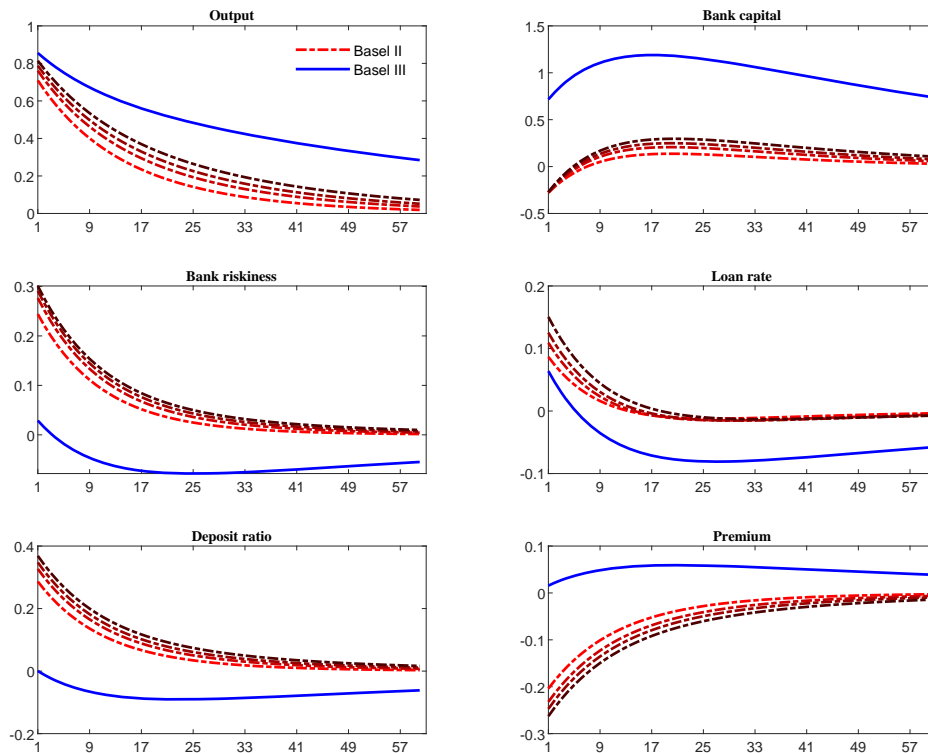 Output
1
0.8
0.6
0.4
0.2
0
1 9 17 25 33 41 49 57
Basel II
Basel III
Bank capital
1.5
1
0.5
0
-0.5
1 9 17 25 33 41 49 57
Bank riskiness
0.3
0.2
0.1
0
1 9 17 25 33 41 49 57
Loan rate
0.2
0.1
0
-0.1
1 9 17 25 33 41 49 57
Deposit ratio
0.4
0.2
0
-0.2
1 9 17 25 33 41 49 57
Premium
0.1
0
-0.1
-0.2
-0.3
1 9 17 25 33 41 49 57